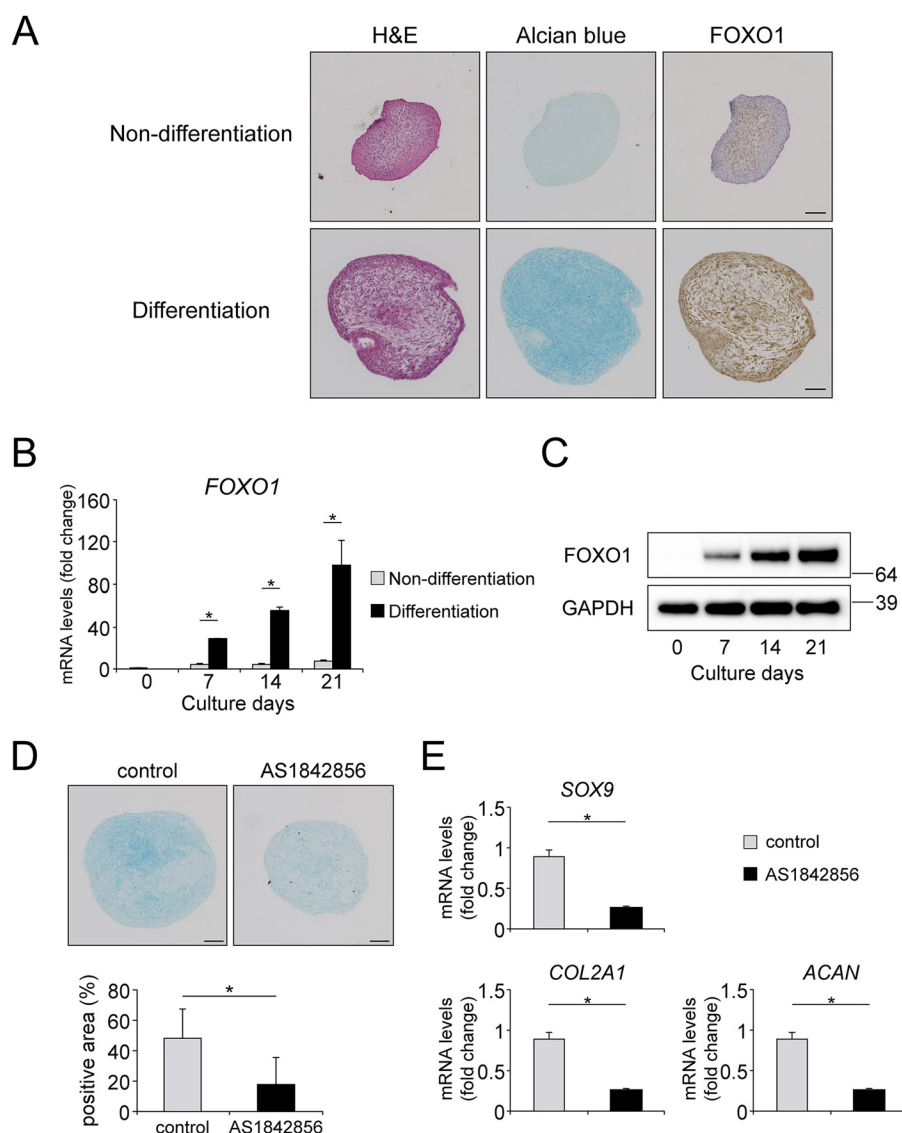 A
H&E Alcian blue FOXO1
Non-differentiation
Differentiation
B
FOXO1
mRNA levels (fold change)
160
120
80
40
0
* * *
0 7 14 21
Culture days
Non-differentiation
Differentiation
C
FOXO1
64
GAPDH
39
0 7 14 21
Culture days
D
control AS1842856
positive area (%)
80
60
40
20
0
*
control AS1842856
E
SOX9
mRNA levels
(fold change)
1.5
1
0.5
0
*
control
AS1842856
COL2A1
mRNA levels
(fold change)
1.5
1
0.5
0
*
ACAN
mRNA levels
(fold change)
1.5
1
0.5
0
*